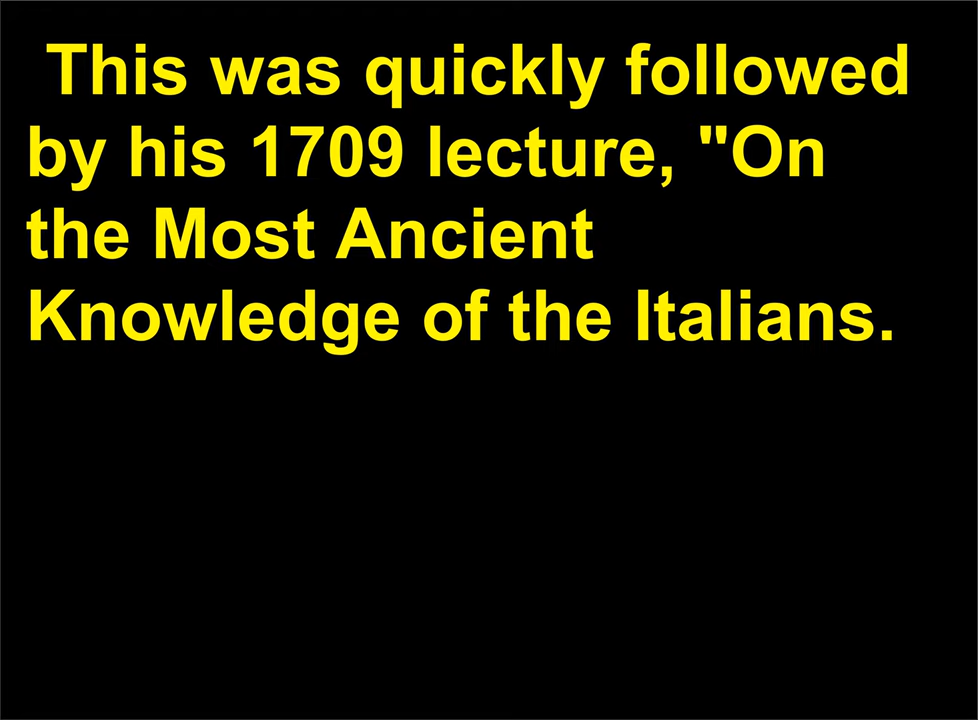 This was quickly followed
by his 1709 lecture, "On
the Most Ancient
Knowledge of the Italians.